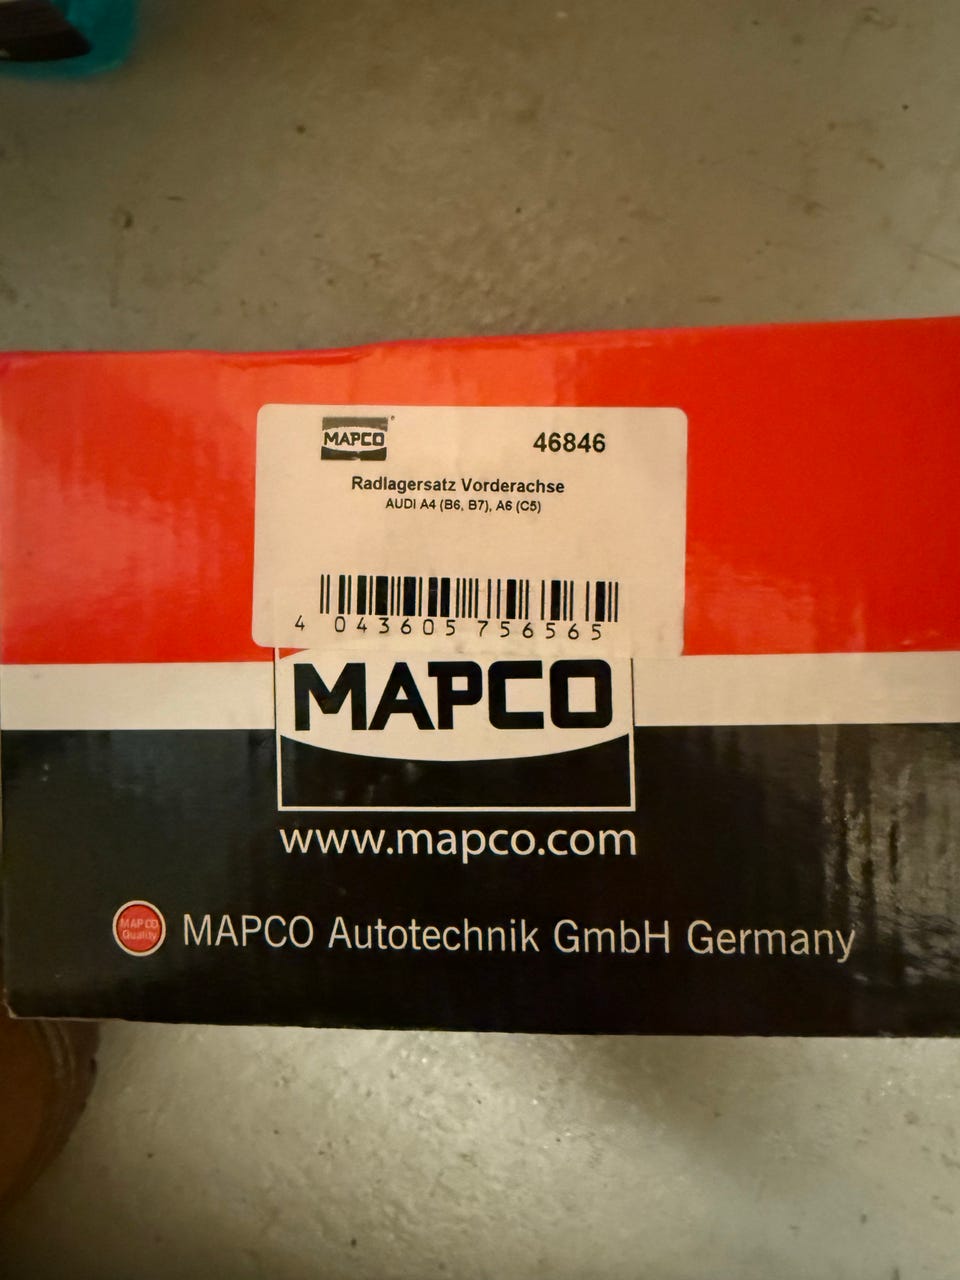 MAPCO
46846
Radlagersatz Vorderachse
AUDI A4 (B6, B7), A6 (C5)
4 043605 756565
MAPCO
www.mapco.com
MAPCO
Quality
MAPCO Autotechnik GmbH Germany